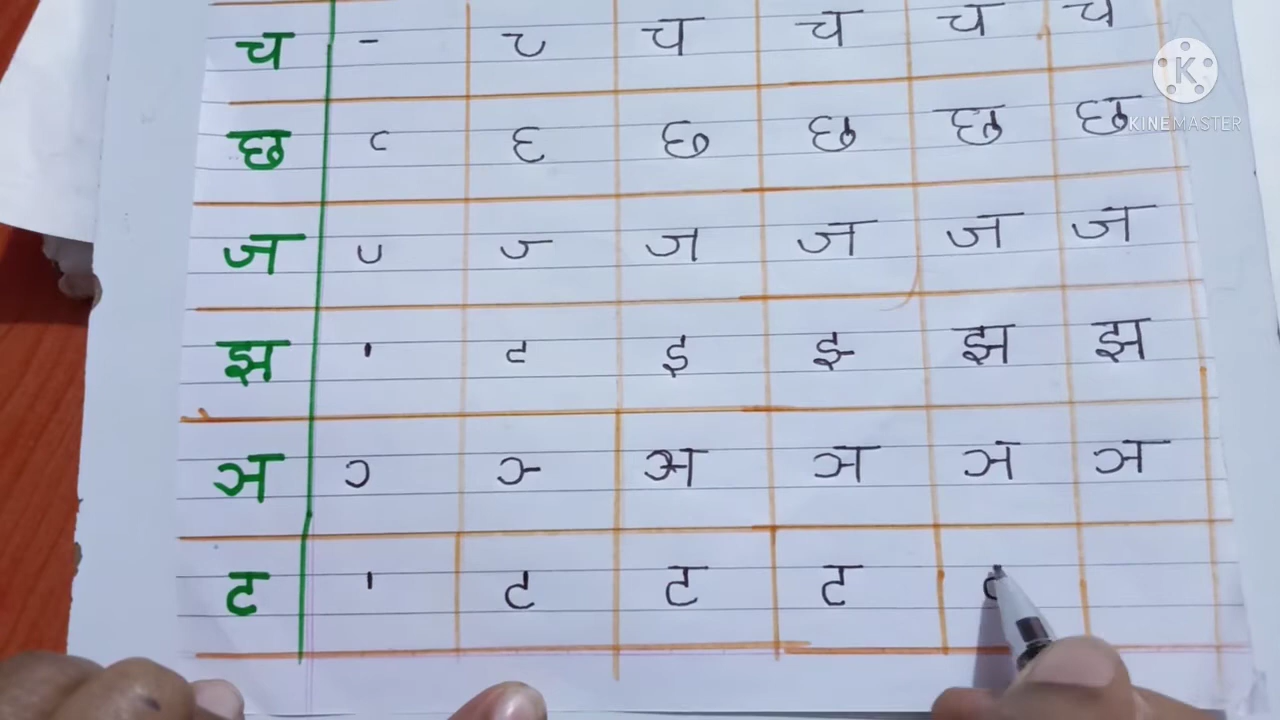 च - च च च च
K
छ छ छ छ छ
KINEMASTER
ज ज ज ज ज
झ इ झ झ
ञ ञ ञ ञ ञ
ट ट ट ट